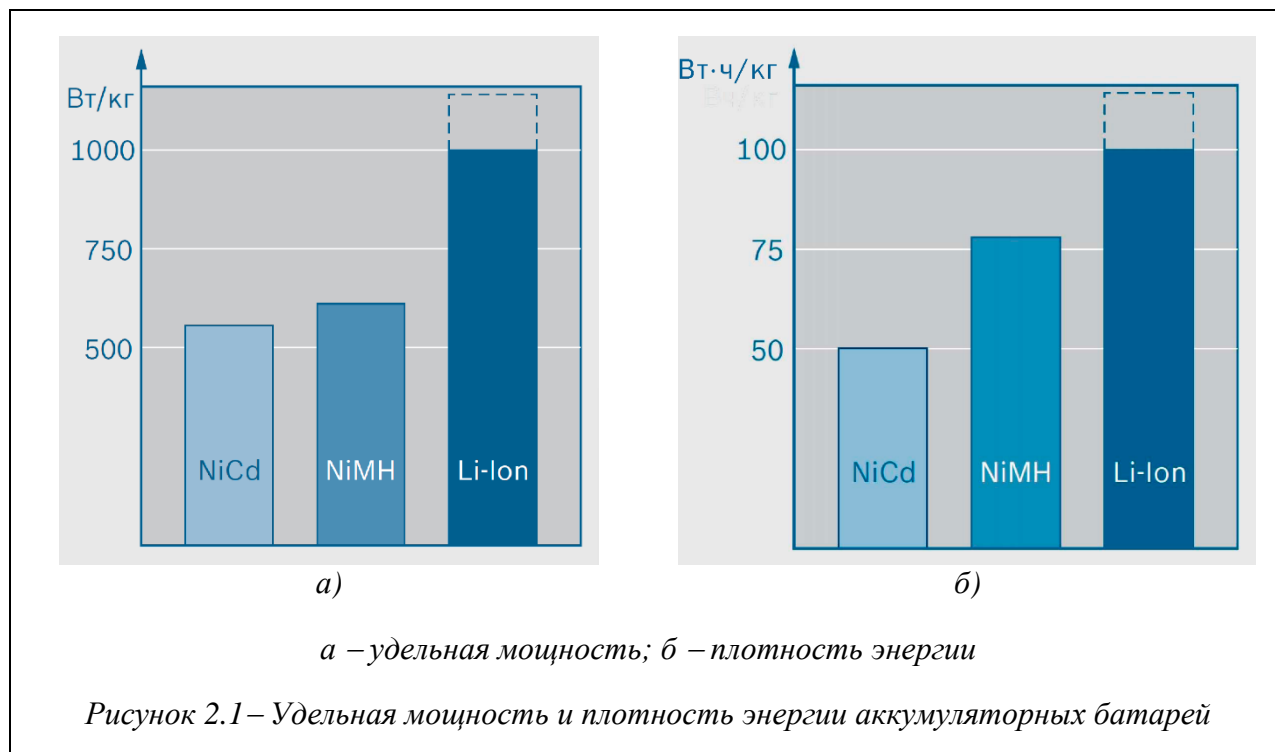 Вт/кг
1000
750
500
NiCd
NiMH
Li-Ion
а)
Вт·ч/кг
100
75
50
NiCd
NiMH
Li-Ion
б)
а – удельная мощность; б – плотность энергии
Рисунок 2.1– Удельная мощность и плотность энергии аккумуляторных батарей